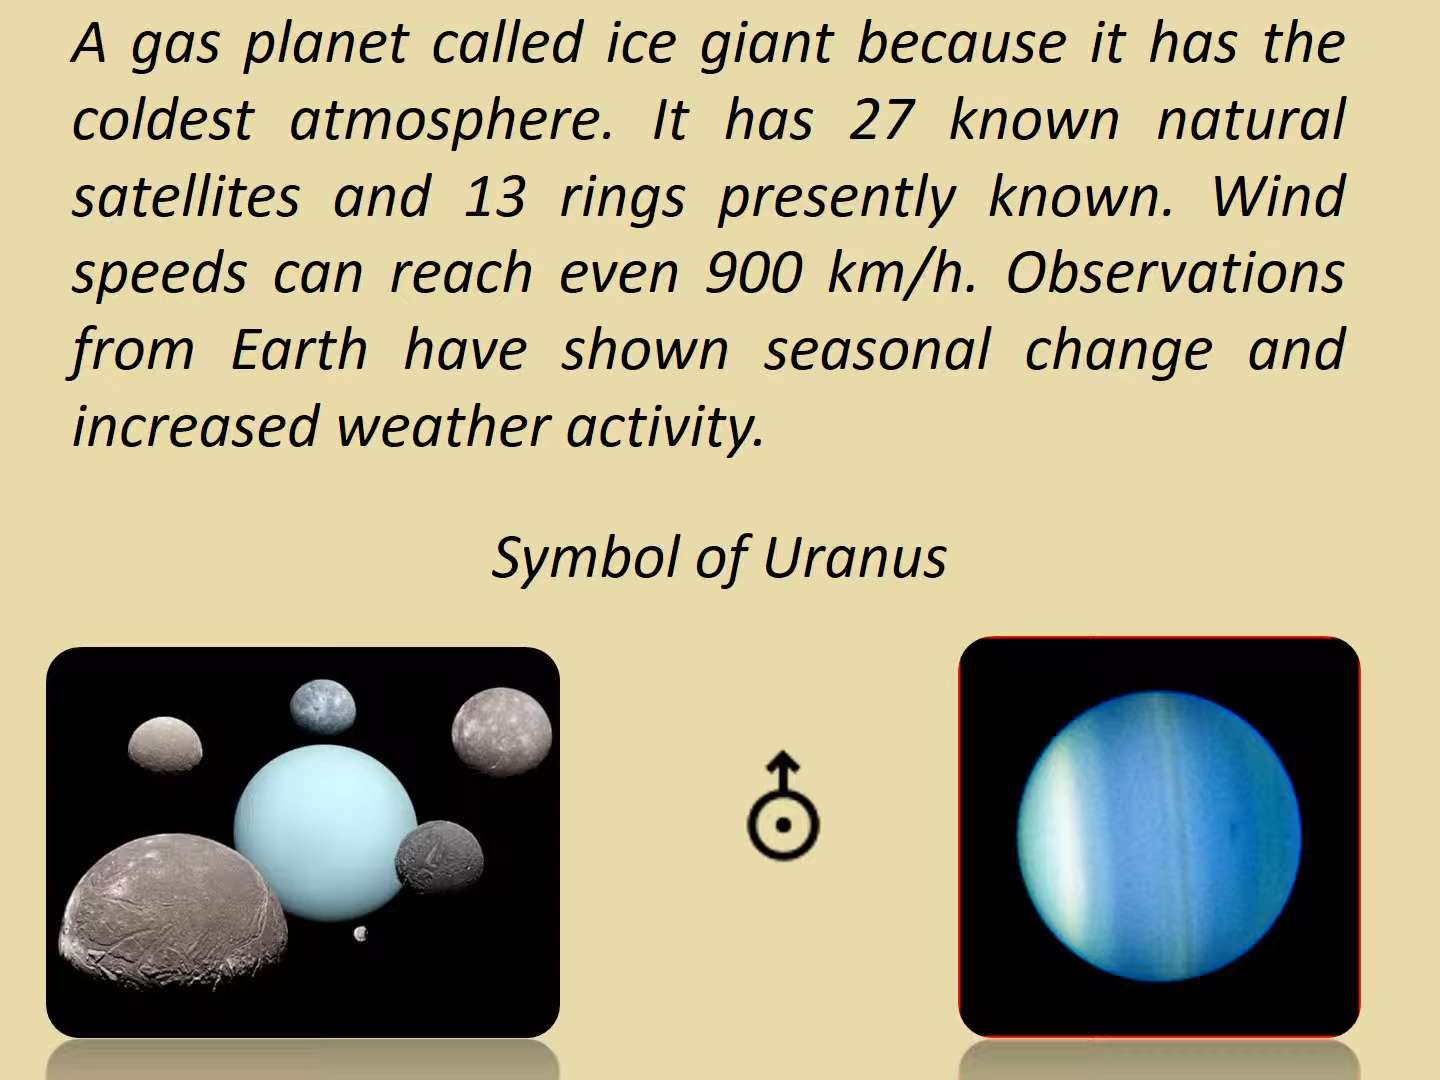 A gas planet called ice giant because it has the
coldest atmosphere. It has 27 known natural
satellites and 13 rings presently known. Wind
speeds can reach even 900 km/h. Observations
from Earth have shown seasonal change and
increased weather activity.
Symbol of Uranus